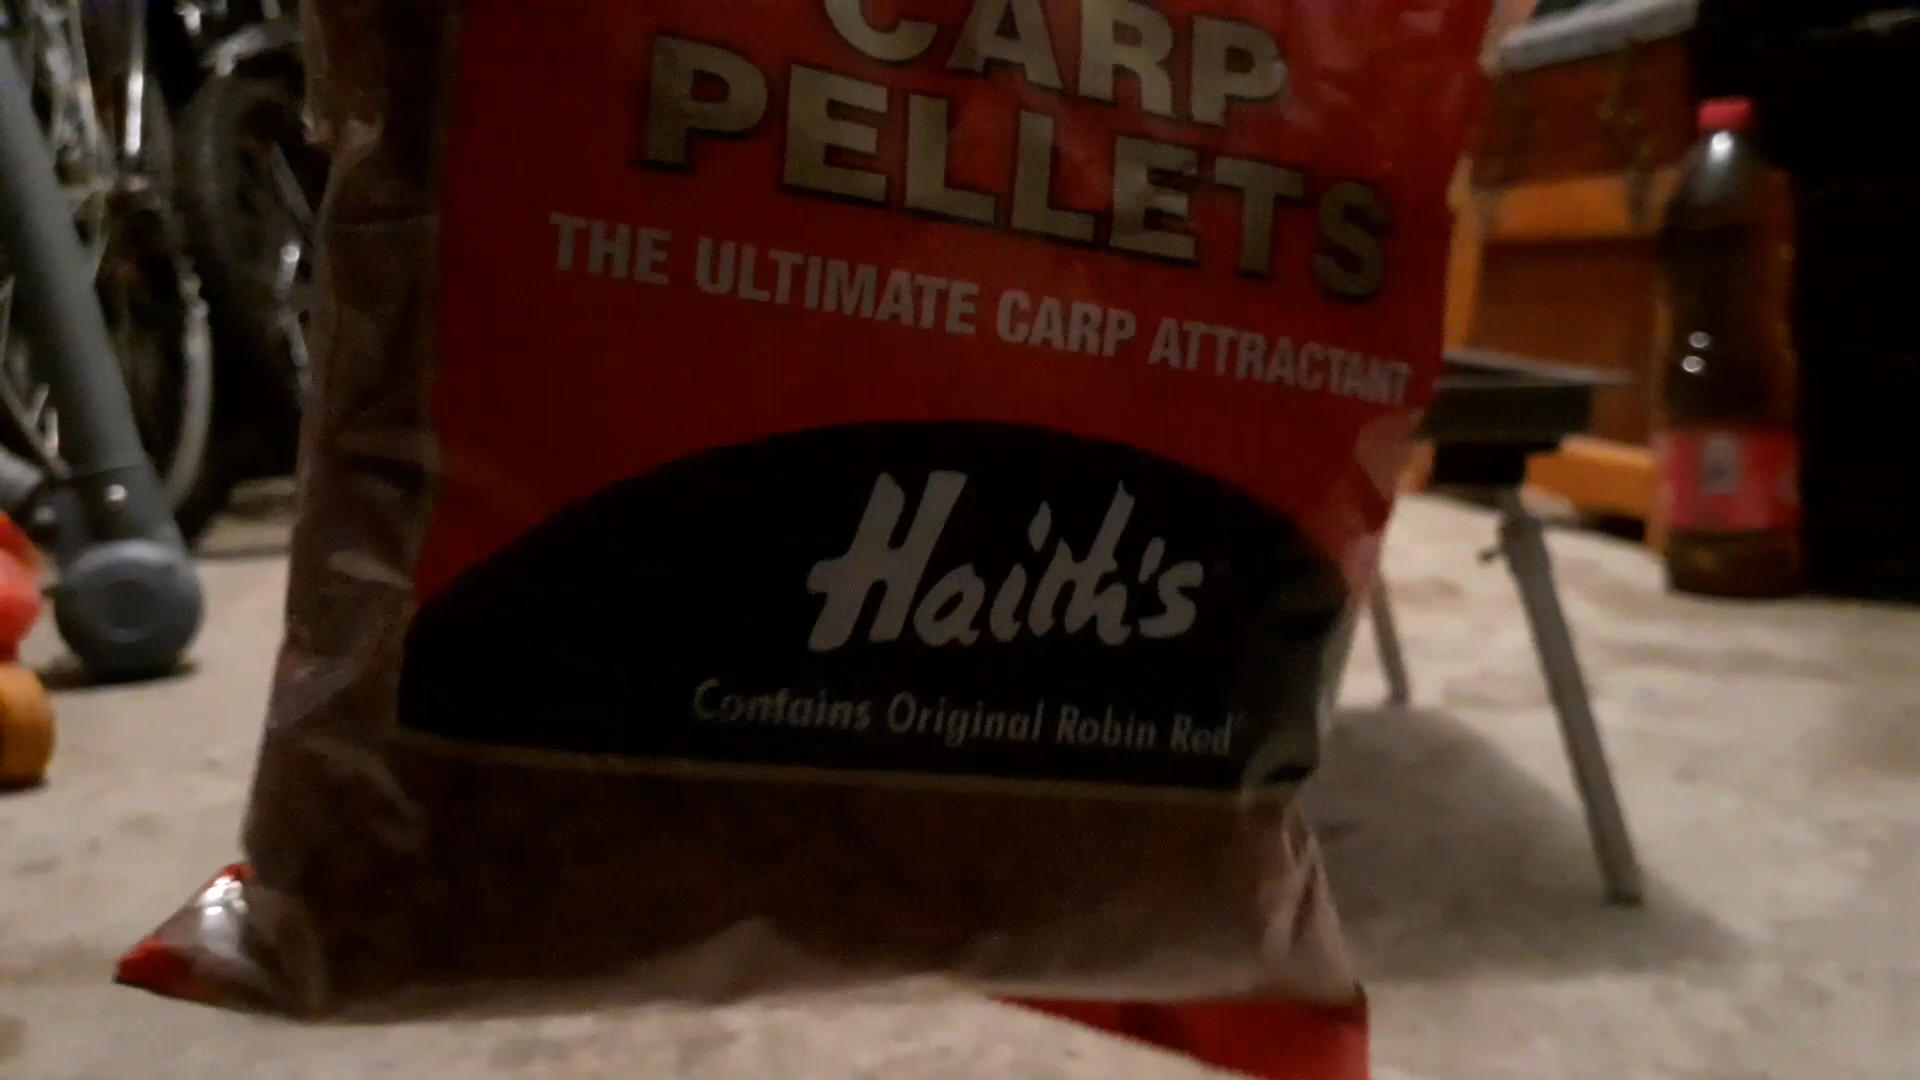 CARP
PELLETS
THE ULTIMATE CARP ATTRACTANT
Haith's
Contains Original Robin Red®